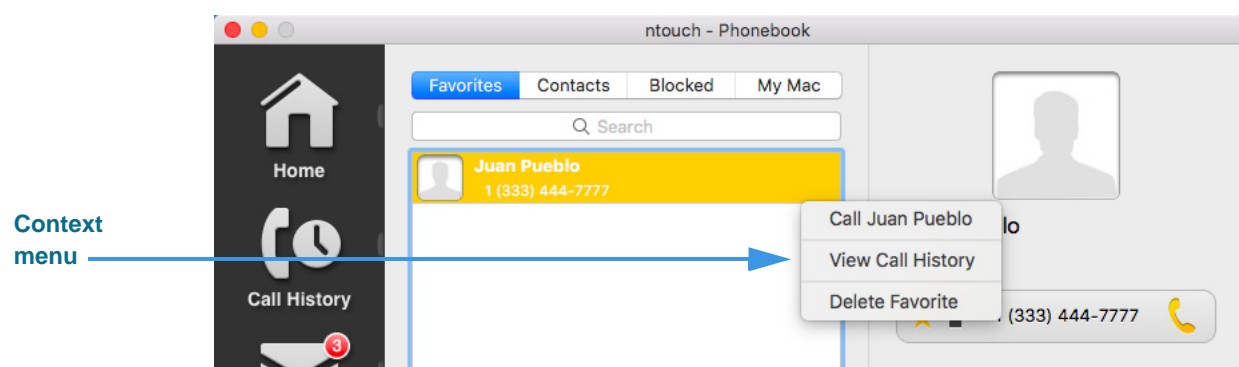 ntouch - Phonebook
Favorites Contacts Blocked My Mac
Search
Home
Juan Pueblo
1 (333) 444-7777
Context
menu
Call Juan Pueblo
View Call History
Delete Favorite
lo
Call History
(333) 444-7777
3